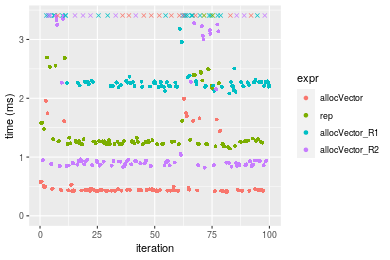 3
2
1
0
time (ms)
0
25
50
75
100
iteration
expr
allocVector
rep
allocVector_R1
allocVector_R2